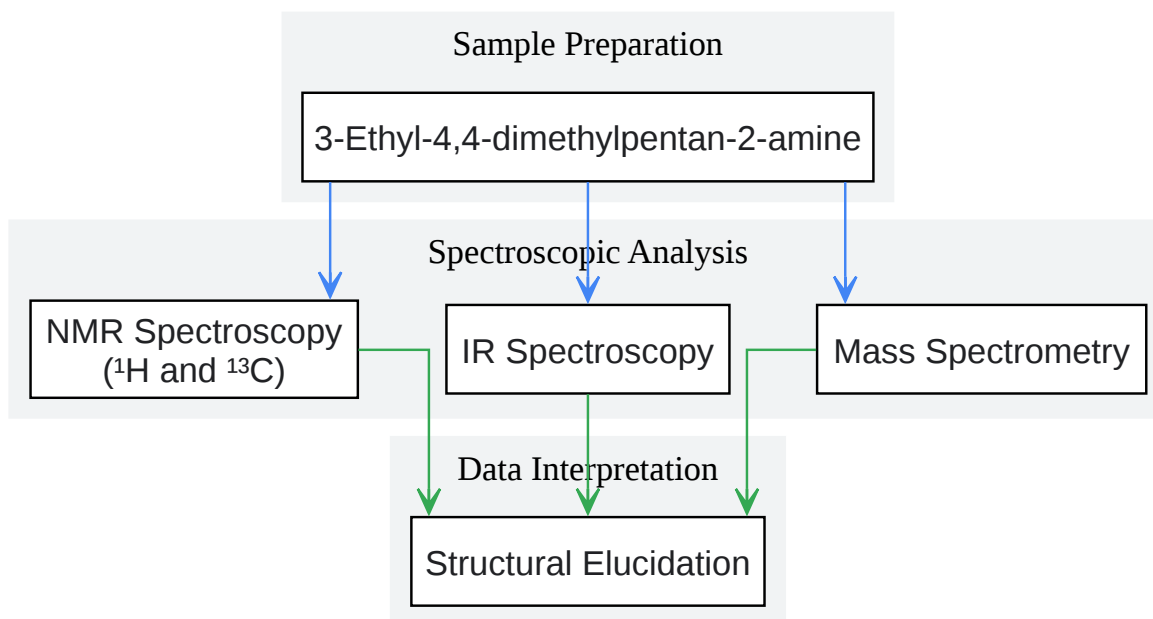 Sample Preparation
3-Ethyl-4,4-dimethylpentan-2-amine
Spectroscopic Analysis
NMR Spectroscopy
(¹H and ¹³C)
IR Spectroscopy
Mass Spectrometry
Data Interpretation
Structural Elucidation